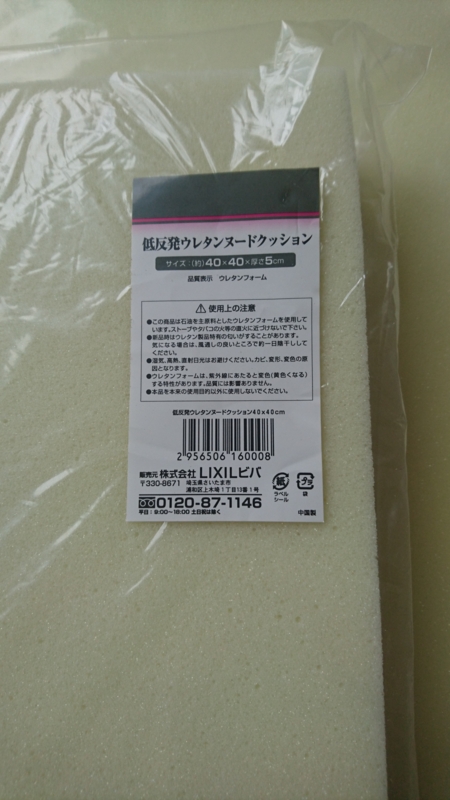 低反発ウレタンヌードクッション
サイズ:(約)40×40×厚さ5cm
品質表示 ウレタンフォーム
使用上の注意
●この商品は石油を主原料としたウレタンフォームを使用して
います。ストーブやタバコの火等の直火に近づけないで下さい。
●新品時はウレタン製品特有の匂いがすることがあります。
気になる場合は、風通しの良いところで約一日陰干しして
ください。
●湿気、高熱、直射日光はお避けください。カビ、変形、変色の原
因となります。
●ウレタンフォームは、紫外線にあたると変色(黄色くなる)
する特性があります。品質には影響ありません。
●本品を本来の使用目的以外に使用しないでください。
低反発ウレタンヌードクッション40x40cm
2 956506 160008
販売元 株式会社 LIXILビバ
〒330-8671 埼玉県さいたま市
浦和区上木崎1丁目13番1号
0120-87-1146
平日:9:00〜18:00 土日祝は除く
紙
ラベル
シール
プラ
袋
中国製